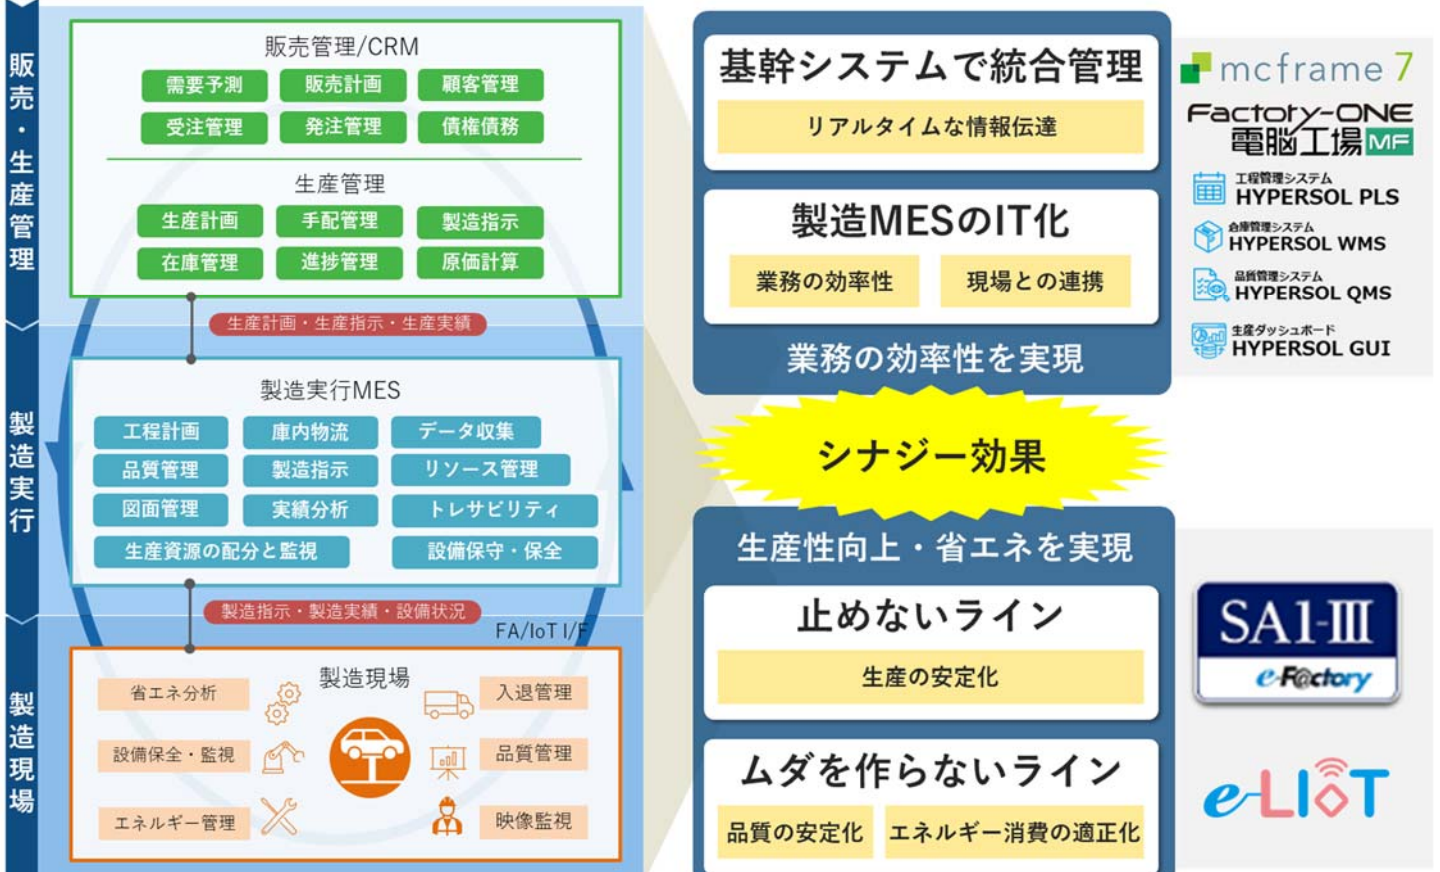 販売・生産管理
販売管理/CRM
需要予測
販売計画
顧客管理
受注管理
発注管理
債権債務
生産管理
生産計画
手配管理
製造指示
在庫管理
進捗管理
原価計算
生産計画・生産指示・生産実績
製造実行
製造実行MES
工程計画
庫内物流
データ収集
品質管理
製造指示
リソース管理
図面管理
実績分析
トレサビリティ
生産資源の配分と監視
設備保守・保全
製造指示・製造実績・設備状況
FA/IoT I/F
製造現場
製造現場
省エネ分析
入退管理
設備保全・監視
品質管理
エネルギー管理
映像監視
基幹システムで統合管理
リアルタイムな情報伝達
製造MESのIT化
業務の効率性
現場との連携
業務の効率性を実現
シナジー効果
生産性向上・省エネを実現
止めないライン
生産の安定化
ムダを作らないライン
品質の安定化
エネルギー消費の適正化
mcframe 7
Factory-ONE
電脳工場 MF
工程管理システム
HYPERSOL PLS
倉庫管理システム
HYPERSOL WMS
品質管理システム
HYPERSOL QMS
生産ダッシュボード
HYPERSOL GUI
SA1-III
e-F@ctory
e-LIoT